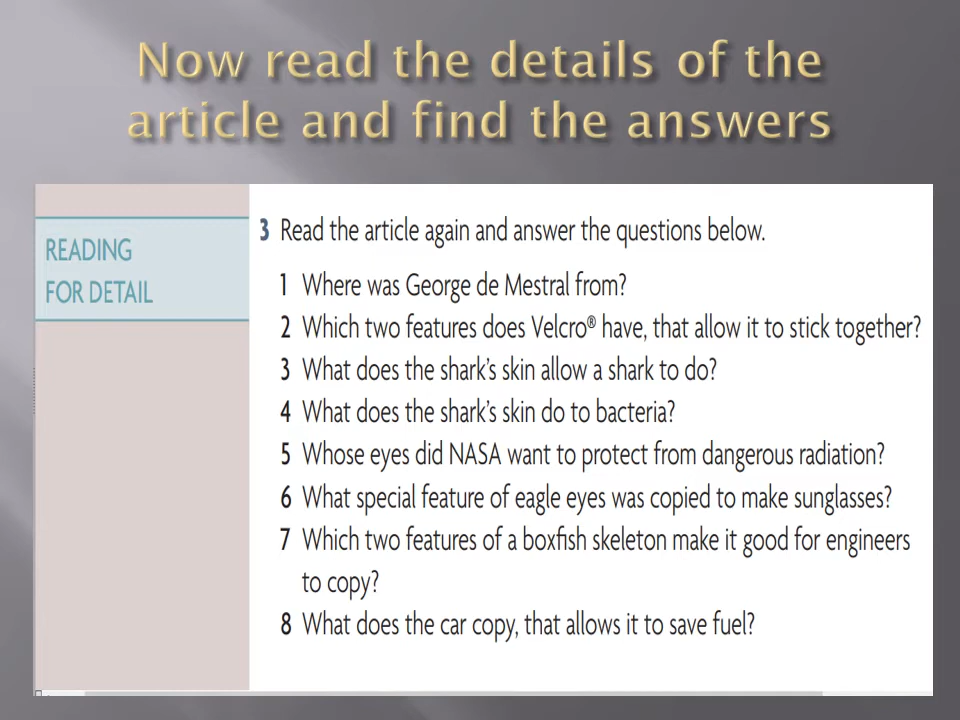 Now read the details of the
article and find the answers
READING
FOR DETAIL
3 Read the article again and answer the questions below.
1 Where was George de Mestral from?
2 Which two features does Velcro® have, that allow it to stick together?
3 What does the shark's skin allow a shark to do?
4 What does the shark's skin do to bacteria?
5 Whose eyes did NASA want to protect from dangerous radiation?
6 What special feature of eagle eyes was copied to make sunglasses?
7 Which two features of a boxfish skeleton make it good for engineers
to copy?
8 What does the car copy, that allows it to save fuel?